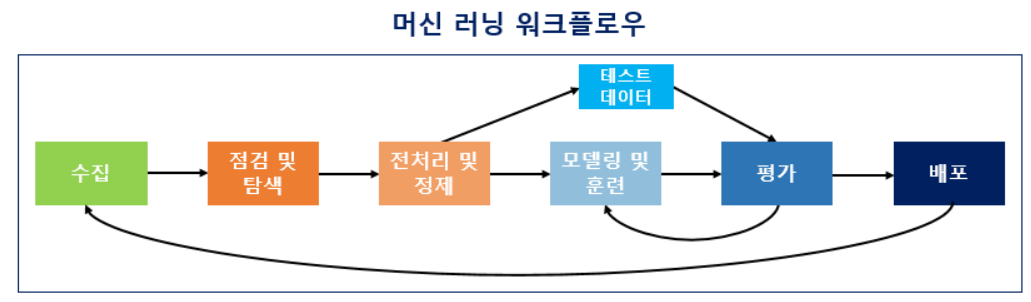 머신 러닝 워크플로우
테스트
데이터
수집
점검 및
탐색
전처리 및
정제
모델링 및
훈련
평가
배포